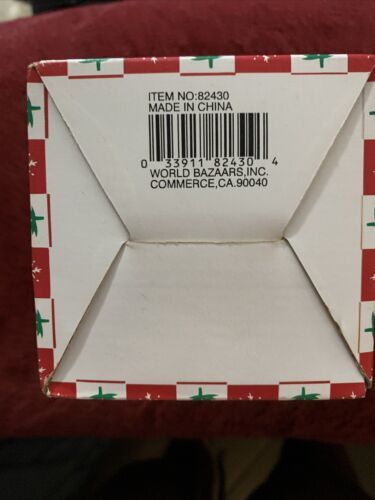 ITEM NO:82430
MADE IN CHINA
0 33911 82430 4
WORLD BAZAARS,INC.
COMMERCE,CA.90040